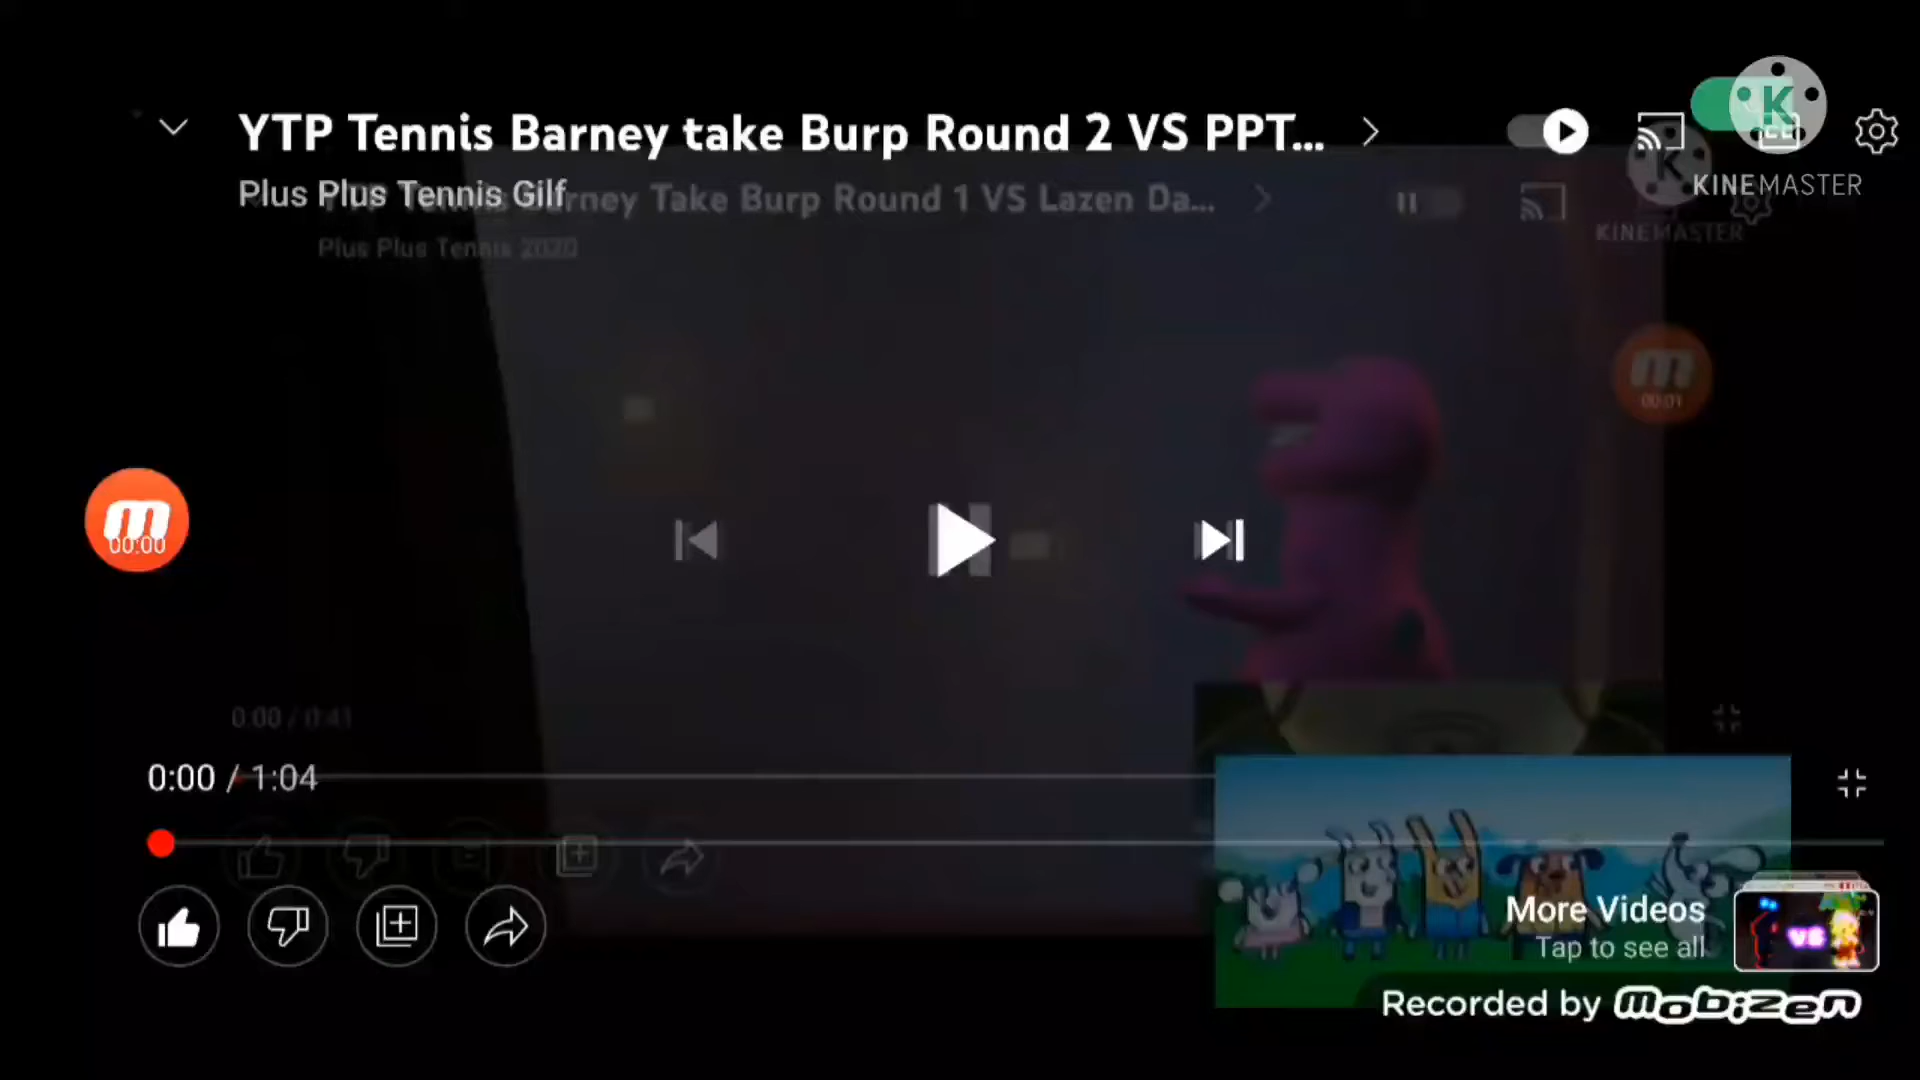 YTP Tennis Barney take Burp Round 2 VS PPT...
Plus Plus Tennis Gilf
Barney Take Burp Round 1 VS Lazen Da...
Plus Plus Tennis 2020
K
KINEMASTER
K
KINEMASTER
m
00:01
m
00:00
0:00 / 0:41
0:00 / 1:04
More Videos
Tap to see all
vs
Recorded by mobizen